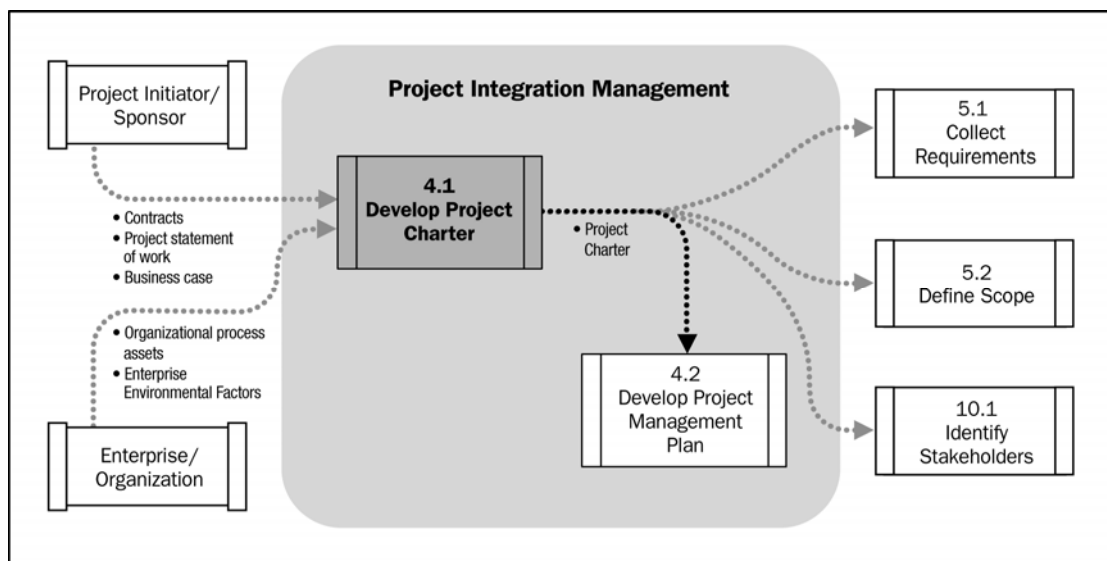 Project Integration Management
Project Initiator/
Sponsor
• Contracts
• Project statement
of work
• Business case
• Organizational process
assets
• Enterprise
Environmental Factors
Enterprise/
Organization
4.1
Develop Project
Charter
• Project
Charter
4.2
Develop Project
Management
Plan
5.1
Collect
Requirements
5.2
Define Scope
10.1
Identify
Stakeholders